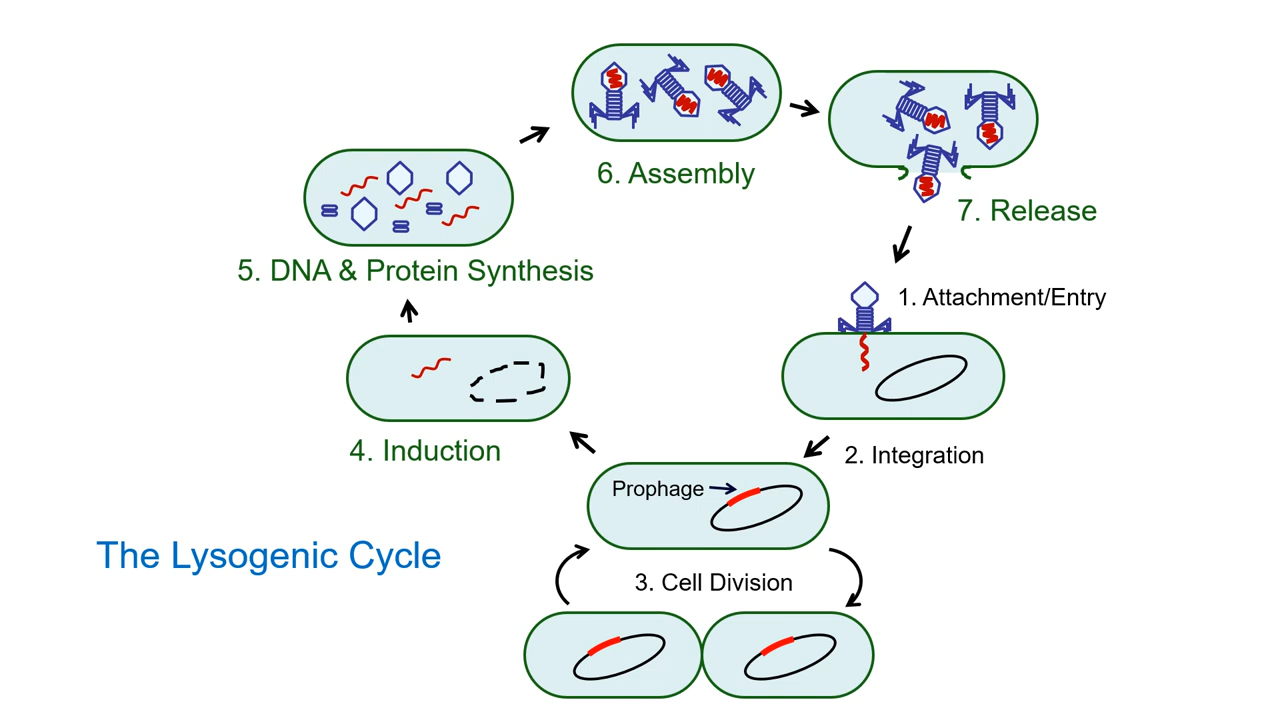 6. Assembly
7. Release
5. DNA & Protein Synthesis
1. Attachment/Entry
4. Induction
2. Integration
Prophage
The Lysogenic Cycle
3. Cell Division